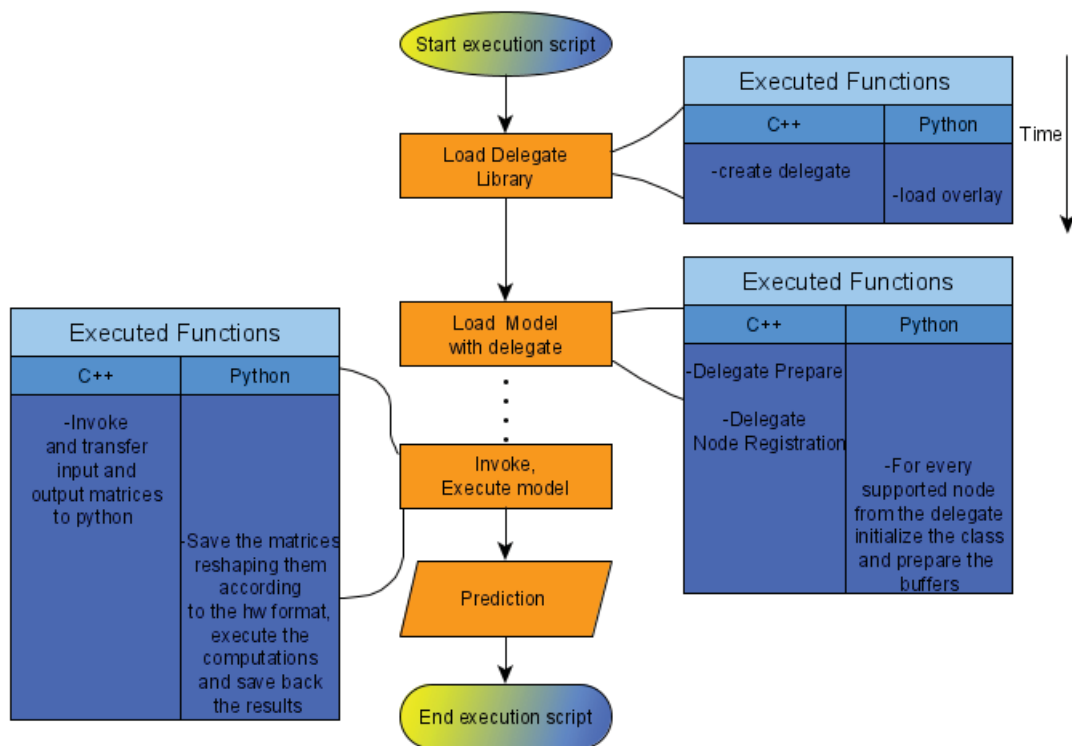 Start execution script
Executed Functions
C++ Python
Time
Load Delegate
Library
-create delegate
-load overlay
Executed Functions
C++ Python
Load Model
with delegate
-Delegate Prepare
-Delegate
Node Registration
-For every
supported node
from the delegate
initialize the class
and prepare the
buffers
Executed Functions
C++ Python
-Invoke
and transfer
input and
output matrices
to python
-Save the matrices
reshaping them
according
to the hw format,
execute the
computations
and save back
the results
Invoke,
Execute model
Prediction
End execution script